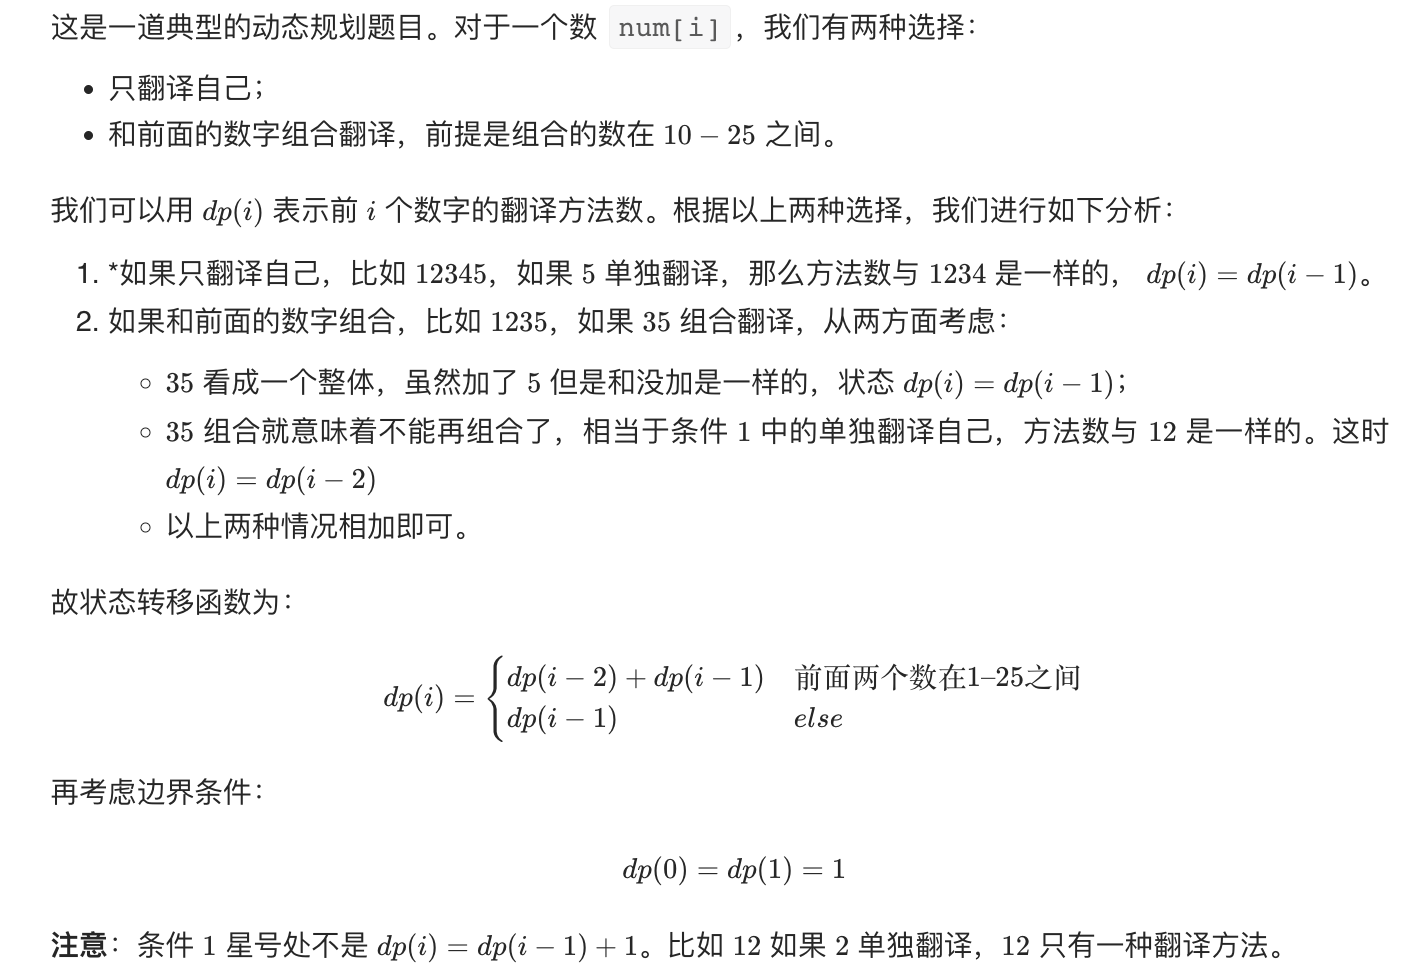 这是一道典型的动态规划题目。对于一个数 num[i]，我们有两种选择：
• 只翻译自己；
• 和前面的数字组合翻译，前提是组合的数在 10 − 25 之间。
我们可以用 dp(i) 表示前 i 个数字的翻译方法数。根据以上两种选择，我们进行如下分析：
1. *如果只翻译自己，比如 12345，如果 5 单独翻译，那么方法数与 1234 是一样的， dp(i) = dp(i − 1)。
2. 如果和前面的数字组合，比如 1235，如果 35 组合翻译，从两方面考虑：
○ 35 看成一个整体，虽然加了 5 但是和没加是一样的，状态 dp(i) = dp(i − 1)；
○ 35 组合就意味着不能再组合了，相当于条件 1 中的单独翻译自己，方法数与 12 是一样的。这时
dp(i) = dp(i − 2)
○ 以上两种情况相加即可。
故状态转移函数为：
dp(i) = { dp(i − 2) + dp(i − 1) 前面两个数在1–25之间
dp(i − 1) else
再考虑边界条件：
dp(0) = dp(1) = 1
注意：条件 1 星号处不是 dp(i) = dp(i − 1) + 1。比如 12 如果 2 单独翻译，12 只有一种翻译方法。